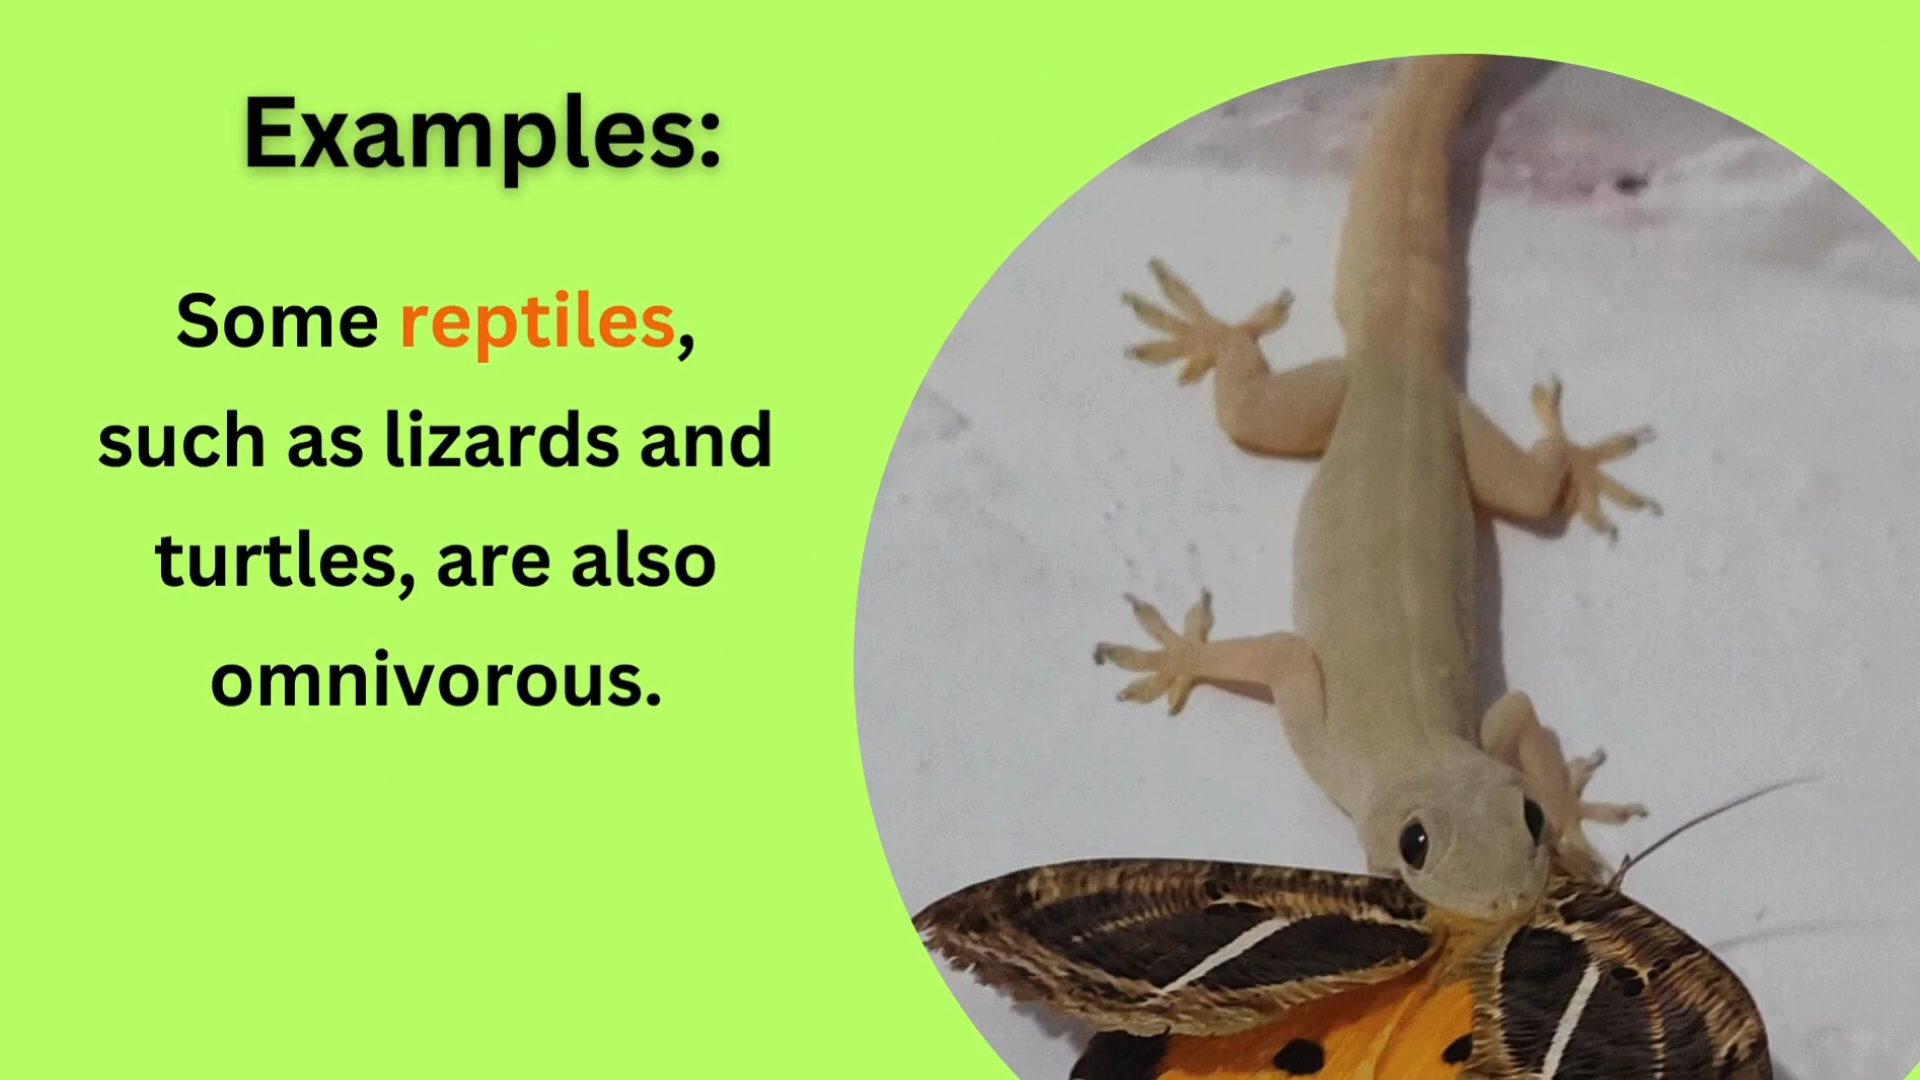 Examples:
Some reptiles,
such as lizards and
turtles, are also
omnivorous.